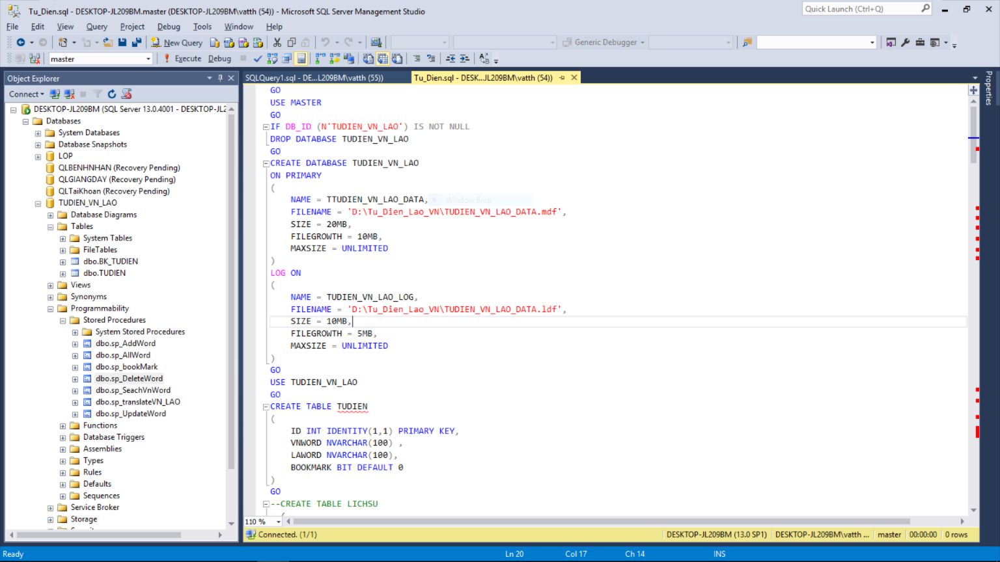 Tu_Dien.sql - DESKTOP-JL209BM.master (DESKTOP-JL209BM\vatth (54)) - Microsoft SQL Server Management Studio
Quick Launch (Ctrl+Q)
File Edit View Query Project Debug Tools Window Help
New Query
Generic Debugger
master
Execute Debug
Object Explorer
Connect
DESKTOP-JL209BM (SQL Server 13.0.4001 - DESKTOP-JL2
Databases
System Databases
Database Snapshots
LOP
QLBENHNHAN (Recovery Pending)
QLGIANGDAY (Recovery Pending)
QLTaiKhoan (Recovery Pending)
TUDIEN_VN_LAO
Database Diagrams
Tables
System Tables
FileTables
dbo.BK_TUDIEN
dbo.TUDIEN
Views
Synonyms
Programmability
Stored Procedures
System Stored Procedures
dbo.sp_AddWord
dbo.sp_AllWord
dbo.sp_bookMark
dbo.sp_DeleteWord
dbo.sp_SeachVnWord
dbo.sp_translateVN_LAO
dbo.sp_UpdateWord
Functions
Database Triggers
Assemblies
Types
Rules
Defaults
Sequences
Service Broker
Storage
SQLQuery1.sql - DE...L209BM\vatth (55))
Tu_Dien.sql - DESK...JL209BM\vatth (54))
GO
USE MASTER
GO
IF DB_ID (N'TUDIEN_VN_LAO') IS NOT NULL
DROP DATABASE TUDIEN_VN_LAO
GO
CREATE DATABASE TUDIEN_VN_LAO
ON PRIMARY
(
NAME = TTUDIEN_VN_LAO_DATA,
Window Snip
FILENAME = 'D:\Tu_Dien_Lao_VN\TUDIEN_VN_LAO_DATA.mdf',
SIZE = 20MB,
FILEGROWTH = 10MB,
MAXSIZE = UNLIMITED
)
LOG ON
(
NAME = TUDIEN_VN_LAO_LOG,
FILENAME = 'D:\Tu_Dien_Lao_VN\TUDIEN_VN_LAO_DATA.ldf',
SIZE = 10MB,
FILEGROWTH = 5MB,
MAXSIZE = UNLIMITED
)
GO
USE TUDIEN_VN_LAO
GO
CREATE TABLE TUDIEN
(
ID INT IDENTITY(1,1) PRIMARY KEY,
VNWORD NVARCHAR(100) ,
LAWORD NVARCHAR(100),
BOOKMARK BIT DEFAULT 0
)
GO
--CREATE TABLE LICHSU
(
110 %
Connected. (1/1)
DESKTOP-JL209BM (13.0 SP1)
DESKTOP-JL209BM\vatth ...
master
00:00:00
0 rows
Properties
Ready
Ln 20
Col 17
Ch 14
INS